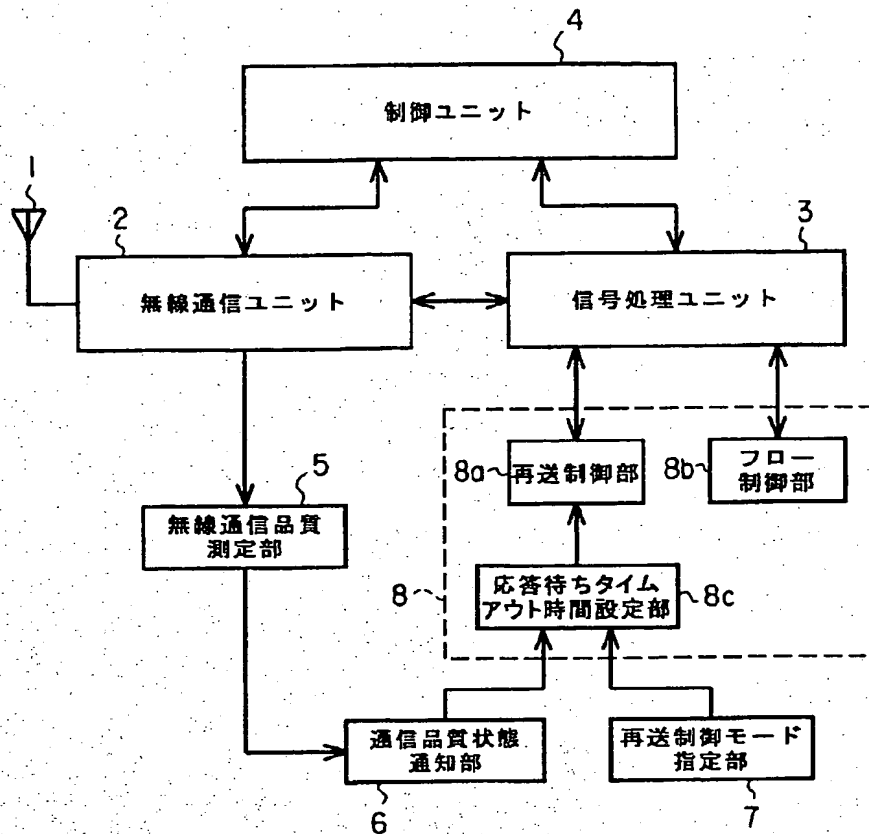 4
制御ユニット
1
2
無線通信ユニット
3
信号処理ユニット
5
無線通信品質
測定部
8a
再送制御部
8b
フロー
制御部
8
応答待ちタイム
アウト時間設定部
8c
通信品質状態
通知部
6
再送制御モード
指定部
7